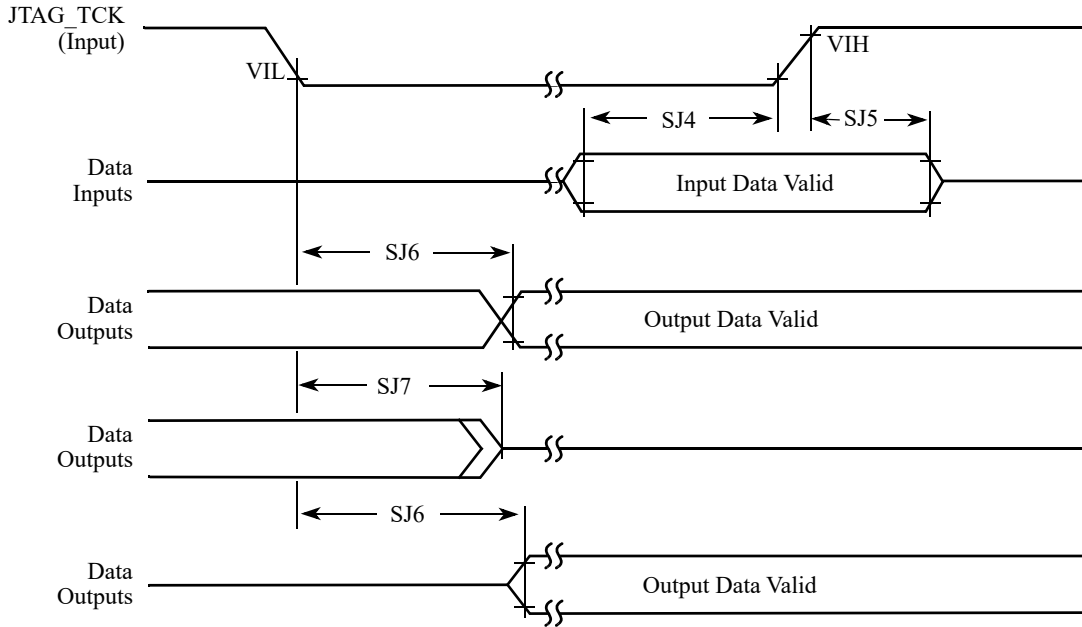 JTAG_TCK
(Input)
VIL
VIH
SJ4
SJ5
Data
Inputs
Input Data Valid
SJ6
Data
Outputs
Output Data Valid
SJ7
Data
Outputs
SJ6
Data
Outputs
Output Data Valid